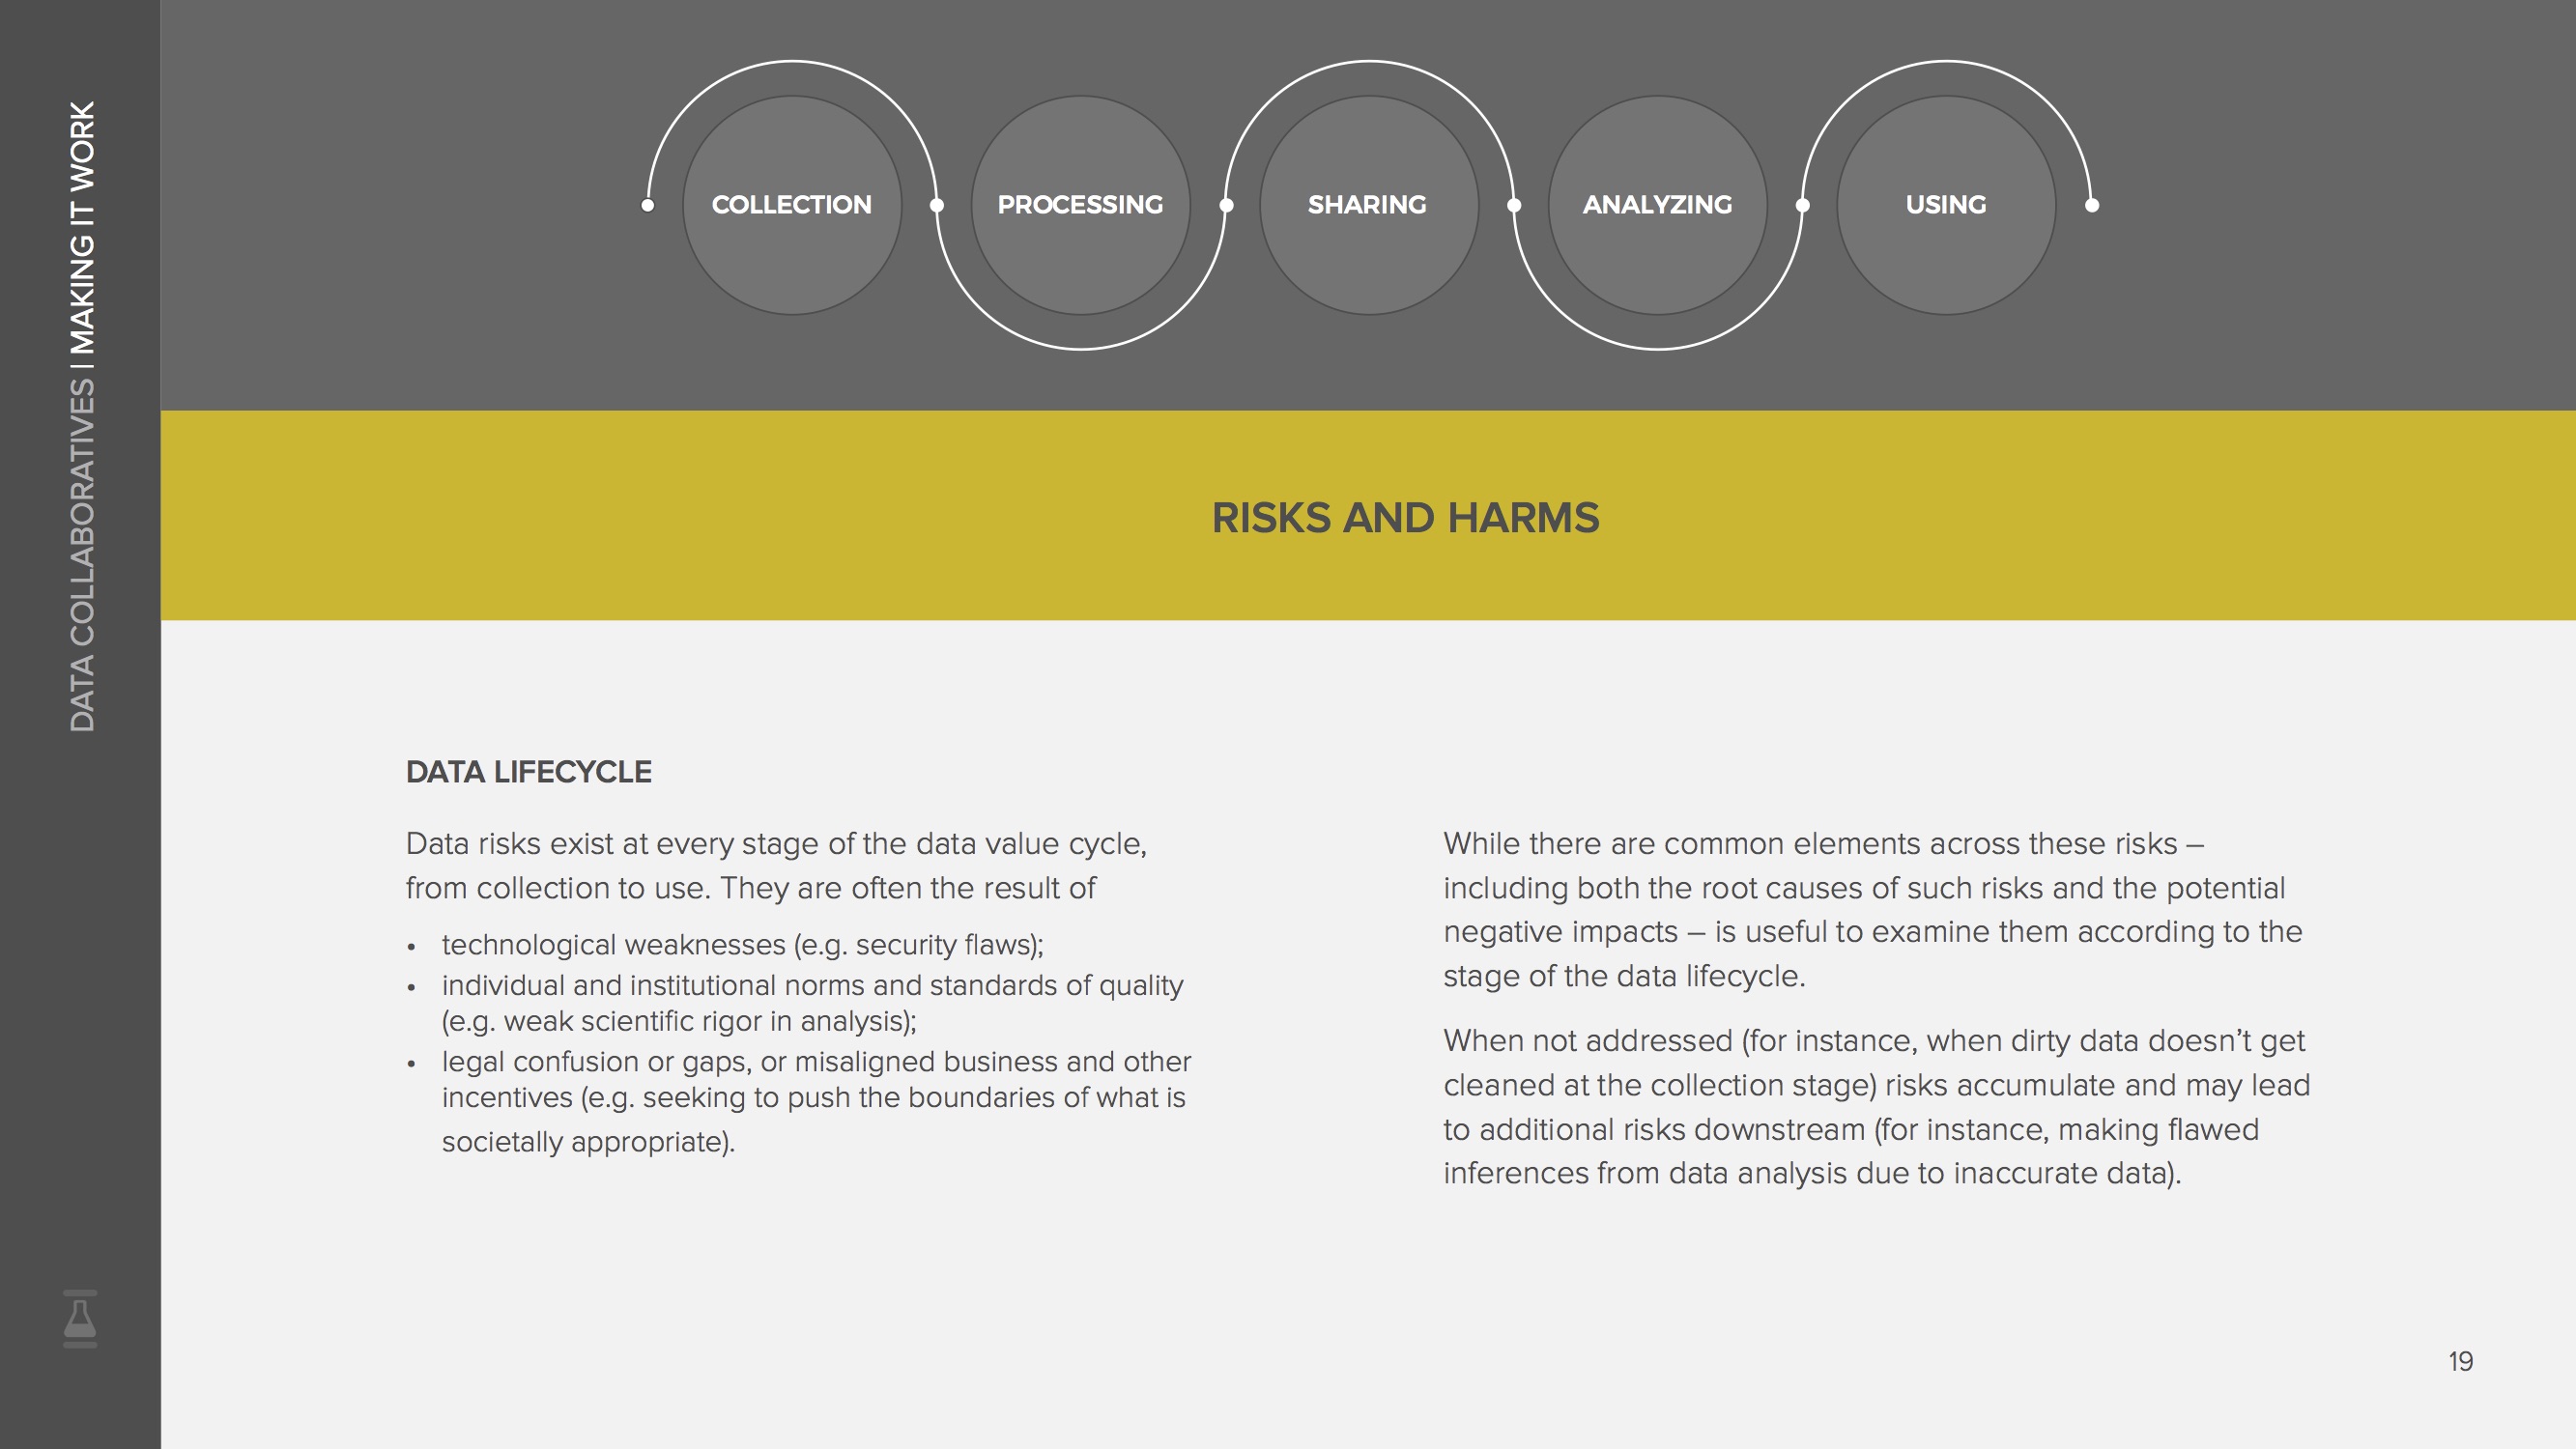 DATA COLLABORATIVES | MAKING IT WORK
COLLECTION
PROCESSING
SHARING
ANALYZING
USING
RISKS AND HARMS
DATA LIFECYCLE
Data risks exist at every stage of the data value cycle,
from collection to use. They are often the result of
• technological weaknesses (e.g. security flaws);
• individual and institutional norms and standards of quality
(e.g. weak scientific rigor in analysis);
• legal confusion or gaps, or misaligned business and other
incentives (e.g. seeking to push the boundaries of what is
societally appropriate).
While there are common elements across these risks –
including both the root causes of such risks and the potential
negative impacts – is useful to examine them according to the
stage of the data lifecycle.
When not addressed (for instance, when dirty data doesn’t get
cleaned at the collection stage) risks accumulate and may lead
to additional risks downstream (for instance, making flawed
inferences from data analysis due to inaccurate data).
19